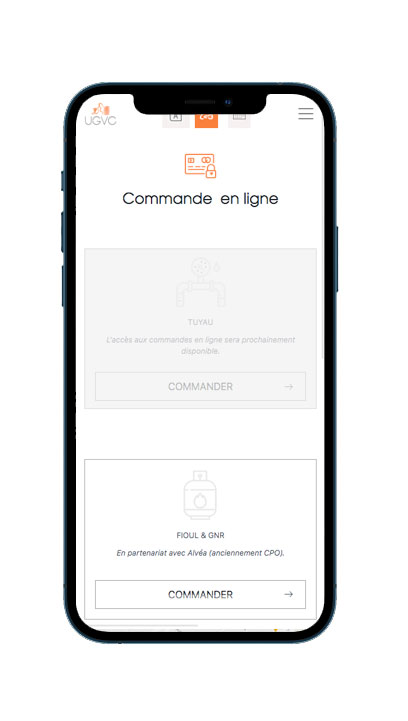 UGVC
Commande en ligne
TUYAU
L'accès aux commandes en ligne sera prochainement
disponible.
COMMANDER →
FIOUL & GNR
En partenariat avec Alvéa (anciennement CPO).
COMMANDER →